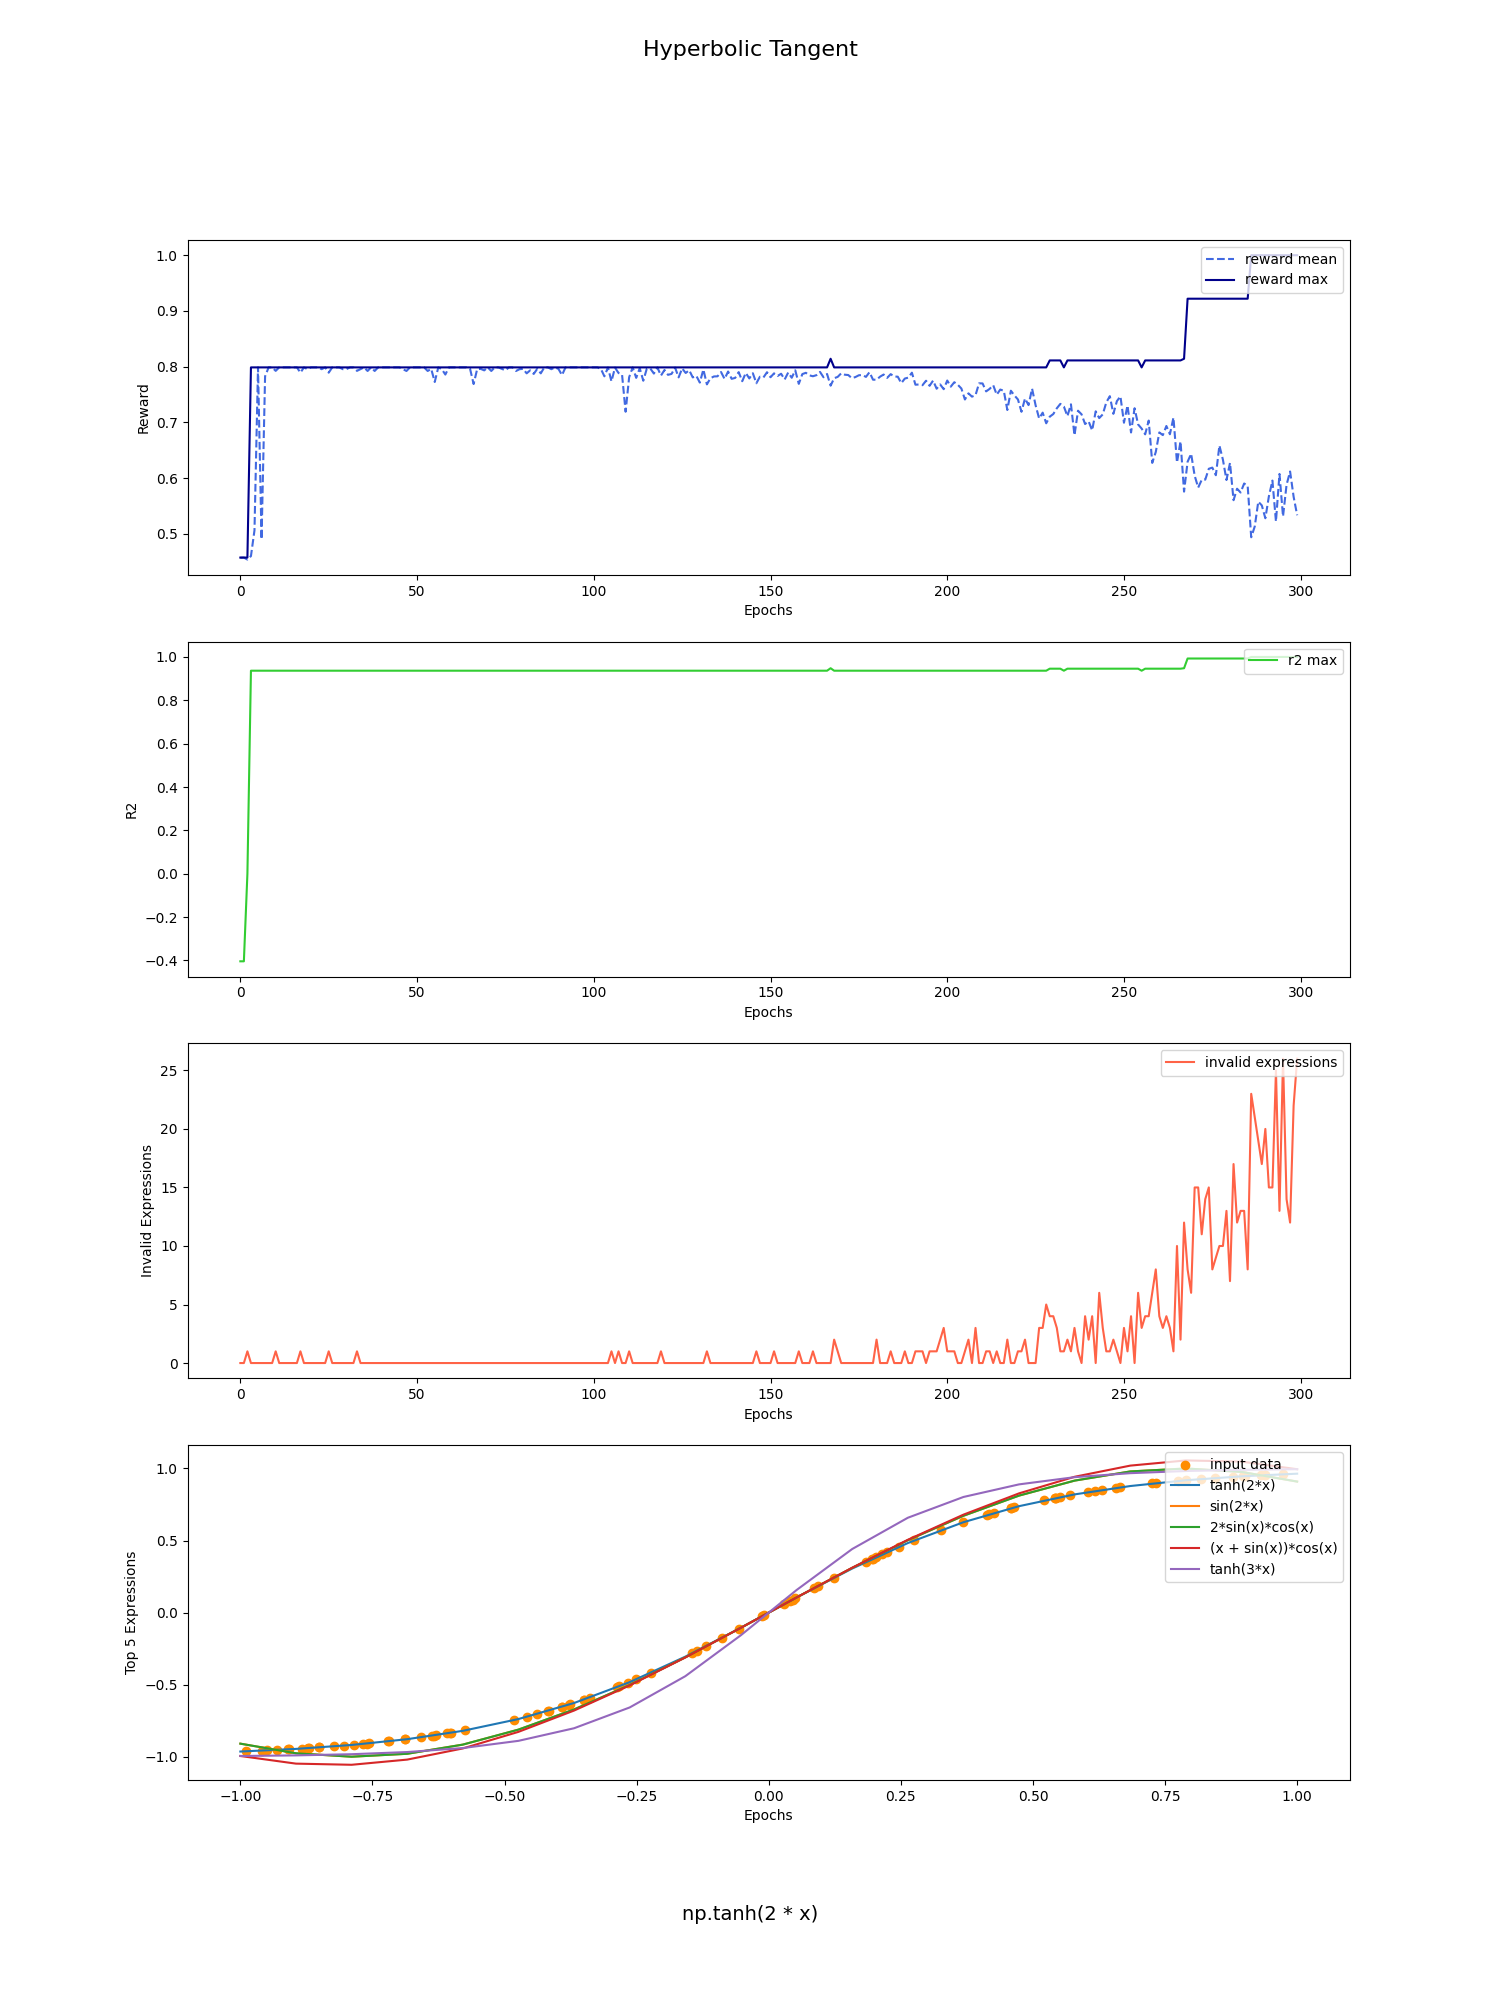 Hyperbolic Tangent
1.0
0.9
0.8
0.7
0.6
0.5
Reward
reward mean
reward max
0
50
100
150
200
250
300
Epochs
1.0
0.8
0.6
0.4
0.2
0.0
−0.2
−0.4
R2
r2 max
0
50
100
150
200
250
300
Epochs
25
20
15
10
5
0
Invalid Expressions
invalid expressions
0
50
100
150
200
250
300
Epochs
1.0
0.5
0.0
−0.5
−1.0
Top 5 Expressions
input data
tanh(2*x)
sin(2*x)
2*sin(x)*cos(x)
(x + sin(x))*cos(x)
tanh(3*x)
−1.00
−0.75
−0.50
−0.25
0.00
0.25
0.50
0.75
1.00
Epochs
np.tanh(2 * x)